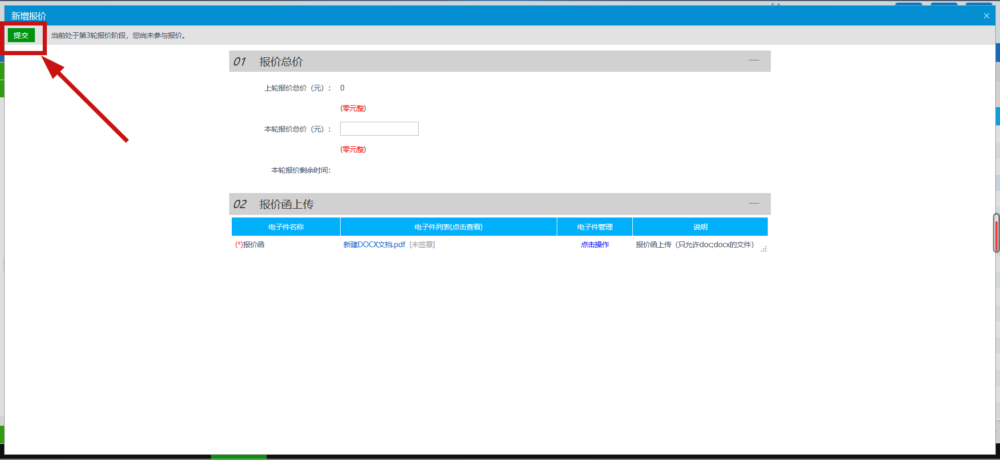 新增报价
提交 当前处于第3轮报价阶段，您尚未参与报价。
01 报价总价
上轮报价总价（元）： 0
(零元整)
本轮报价总价（元）：
(零元整)
本轮报价剩余时间：
02 报价函上传
电子件名称 电子件列表(点击查看) 电子件管理 说明
(*)报价函 新建DOCX文档.pdf [未签章] 点击操作 报价函上传（只允许doc;docx的文件）